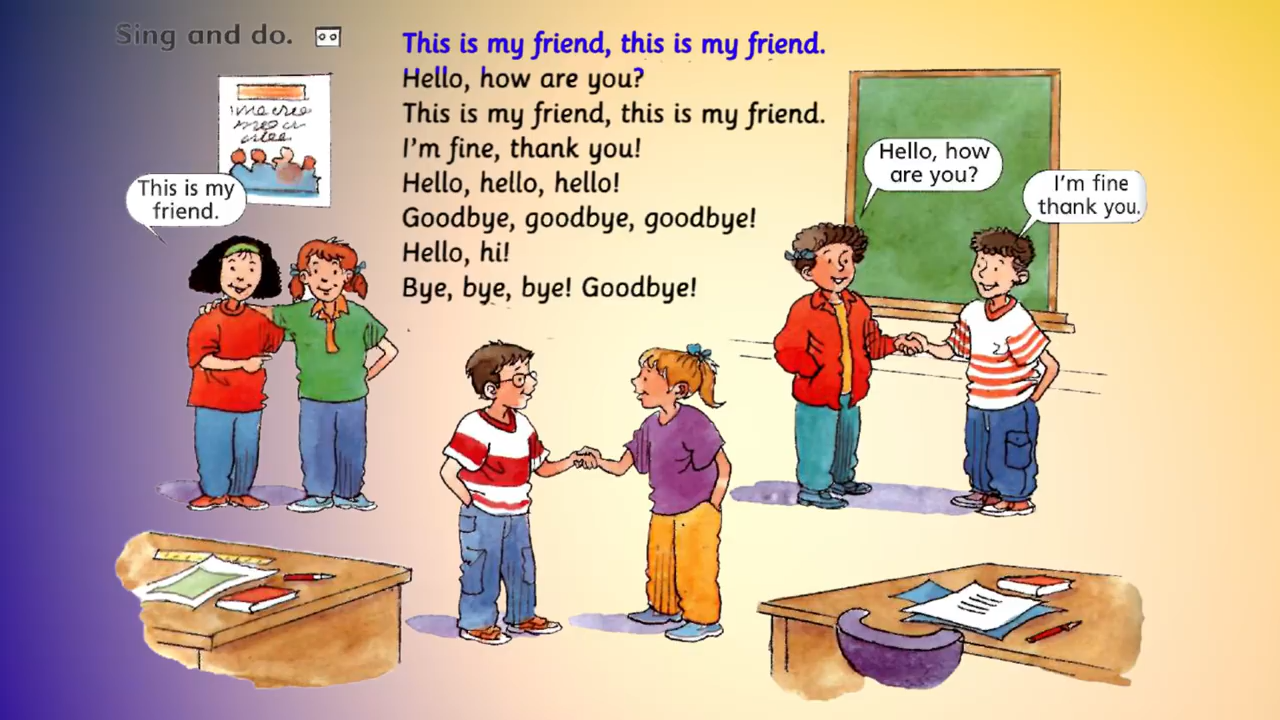 Sing and do.
This is my friend, this is my friend.
Hello, how are you?
This is my friend, this is my friend.
I'm fine, thank you!
Hello, hello, hello!
Goodbye, goodbye, goodbye!
Hello, hi!
Bye, bye, bye! Goodbye!
This is my
friend.
Hello, how
are you?
I'm fine
thank you.